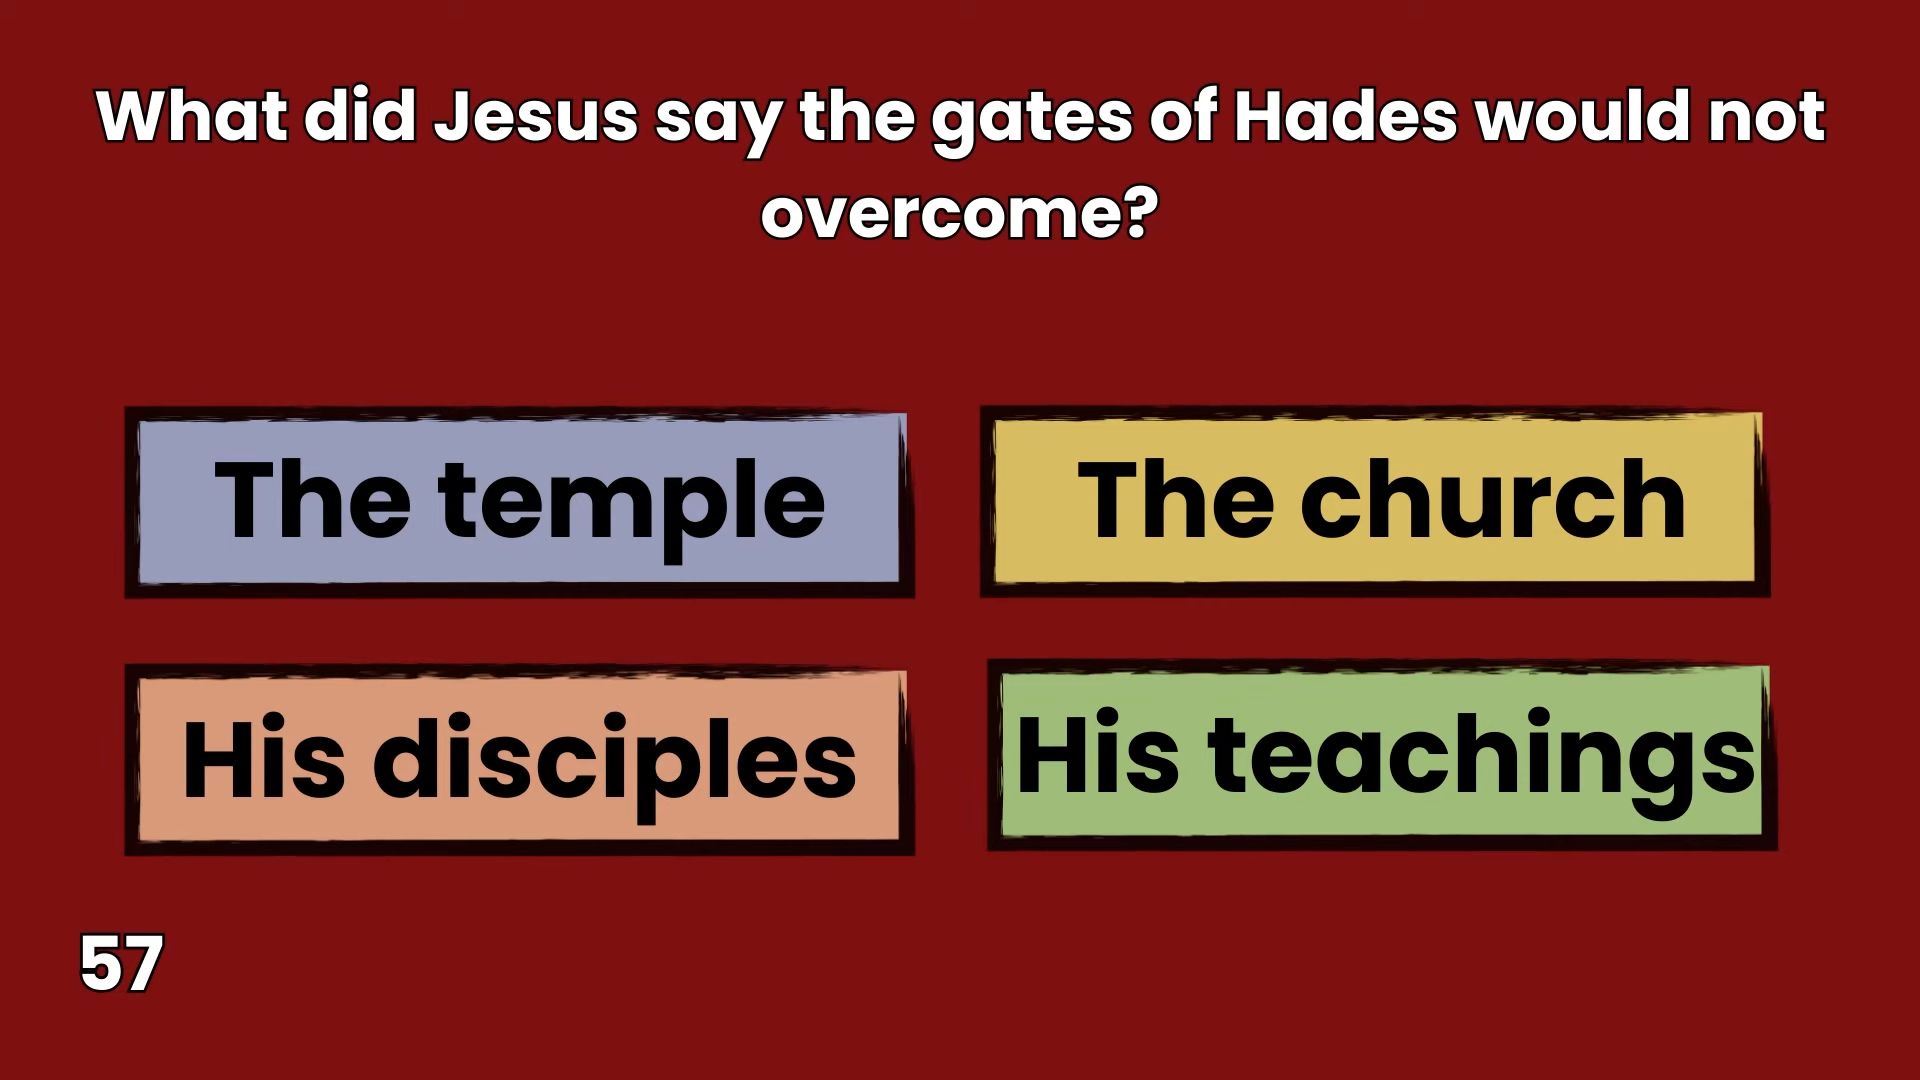 What did Jesus say the gates of Hades would not
overcome?
The temple
The church
His disciples
His teachings
57